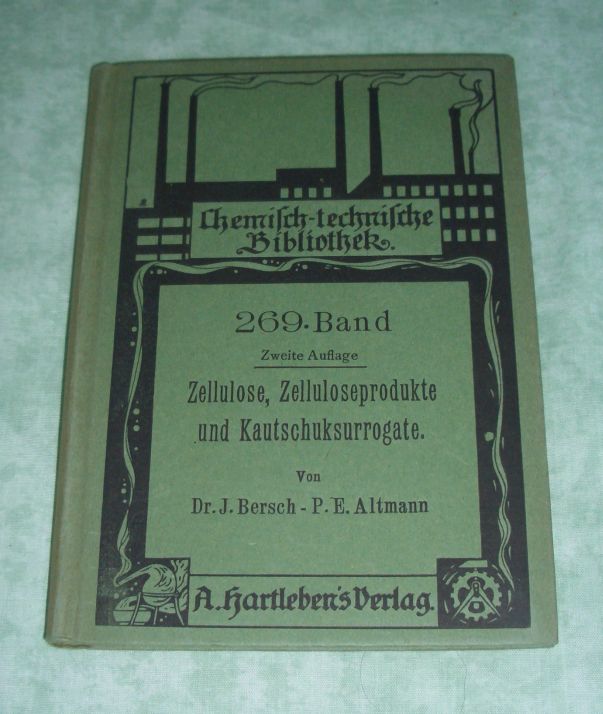 Chemisch-technische
Bibliothek.
269. Band
Zweite Auflage
Zellulose, Zelluloseprodukte
und Kautschuksurrogate.
Von
Dr. J. Bersch - P. E. Altmann
A. Hartleben's Verlag.